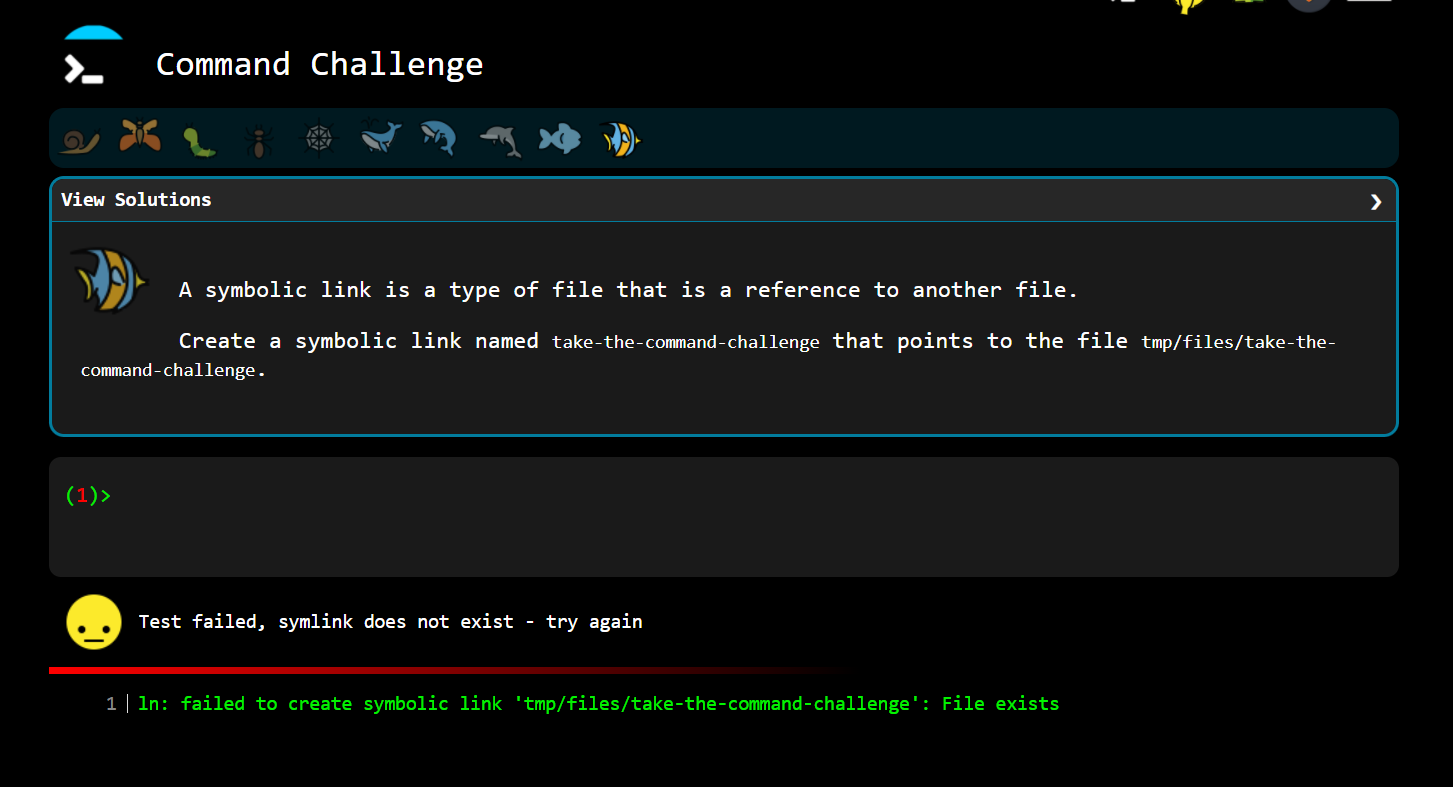 Command Challenge
View Solutions ❯
A symbolic link is a type of file that is a reference to another file.
Create a symbolic link named take-the-command-challenge that points to the file tmp/files/take-the-
command-challenge.
(1)>
Test failed, symlink does not exist - try again
1 ln: failed to create symbolic link 'tmp/files/take-the-command-challenge': File exists